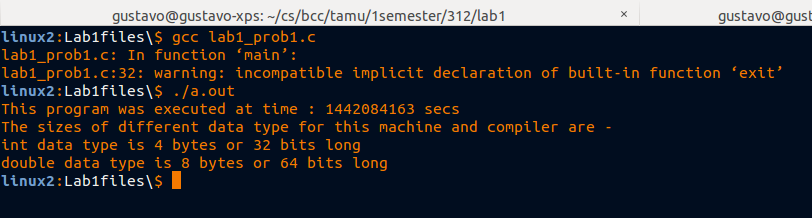 gustavo@gustavo-xps: ~/cs/bcc/tamu/1semester/312/lab1 × gustavo@gust
linux2:Lab1files\$ gcc lab1_prob1.c
lab1_prob1.c: In function ‘main’:
lab1_prob1.c:32: warning: incompatible implicit declaration of built-in function ‘exit’
linux2:Lab1files\$ ./a.out
This program was executed at time : 1442084163 secs
The sizes of different data type for this machine and compiler are -
int data type is 4 bytes or 32 bits long
double data type is 8 bytes or 64 bits long
linux2:Lab1files\$